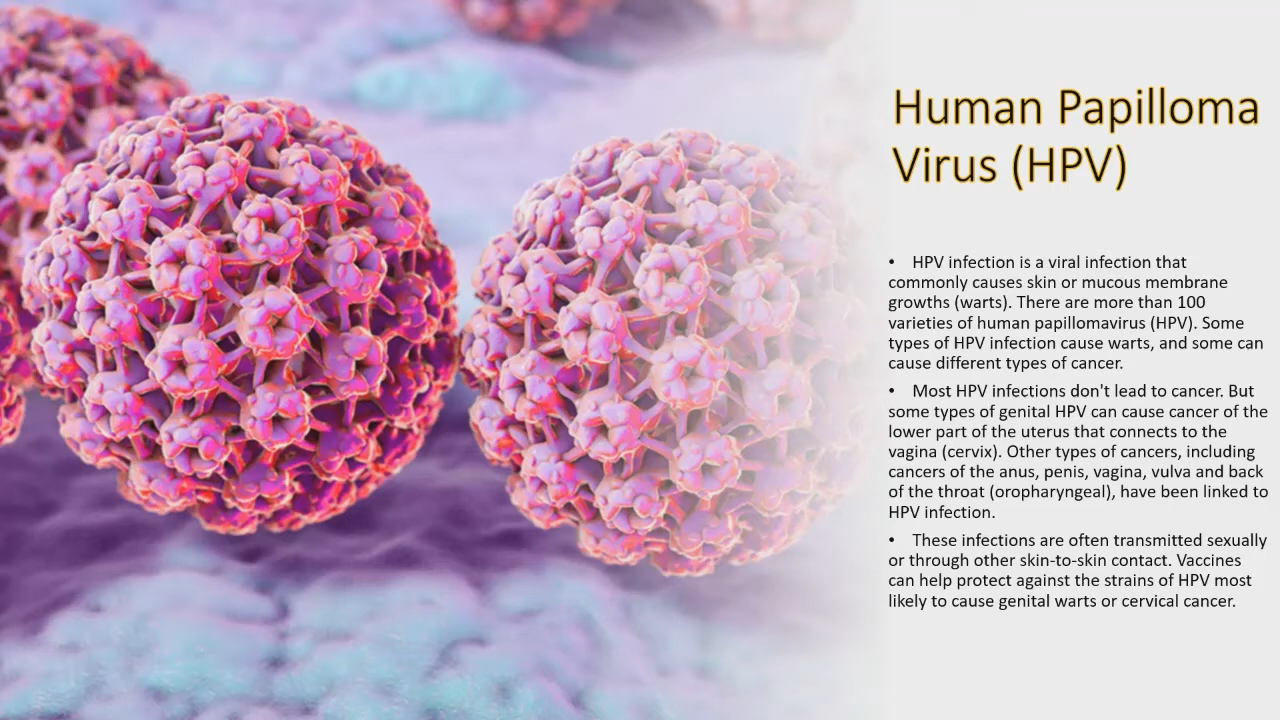 Human Papilloma
Virus (HPV)
• HPV infection is a viral infection that
commonly causes skin or mucous membrane
growths (warts). There are more than 100
varieties of human papillomavirus (HPV). Some
types of HPV infection cause warts, and some can
cause different types of cancer.
• Most HPV infections don't lead to cancer. But
some types of genital HPV can cause cancer of the
lower part of the uterus that connects to the
vagina (cervix). Other types of cancers, including
cancers of the anus, penis, vagina, vulva and back
of the throat (oropharyngeal), have been linked to
HPV infection.
• These infections are often transmitted sexually
or through other skin-to-skin contact. Vaccines
can help protect against the strains of HPV most
likely to cause genital warts or cervical cancer.